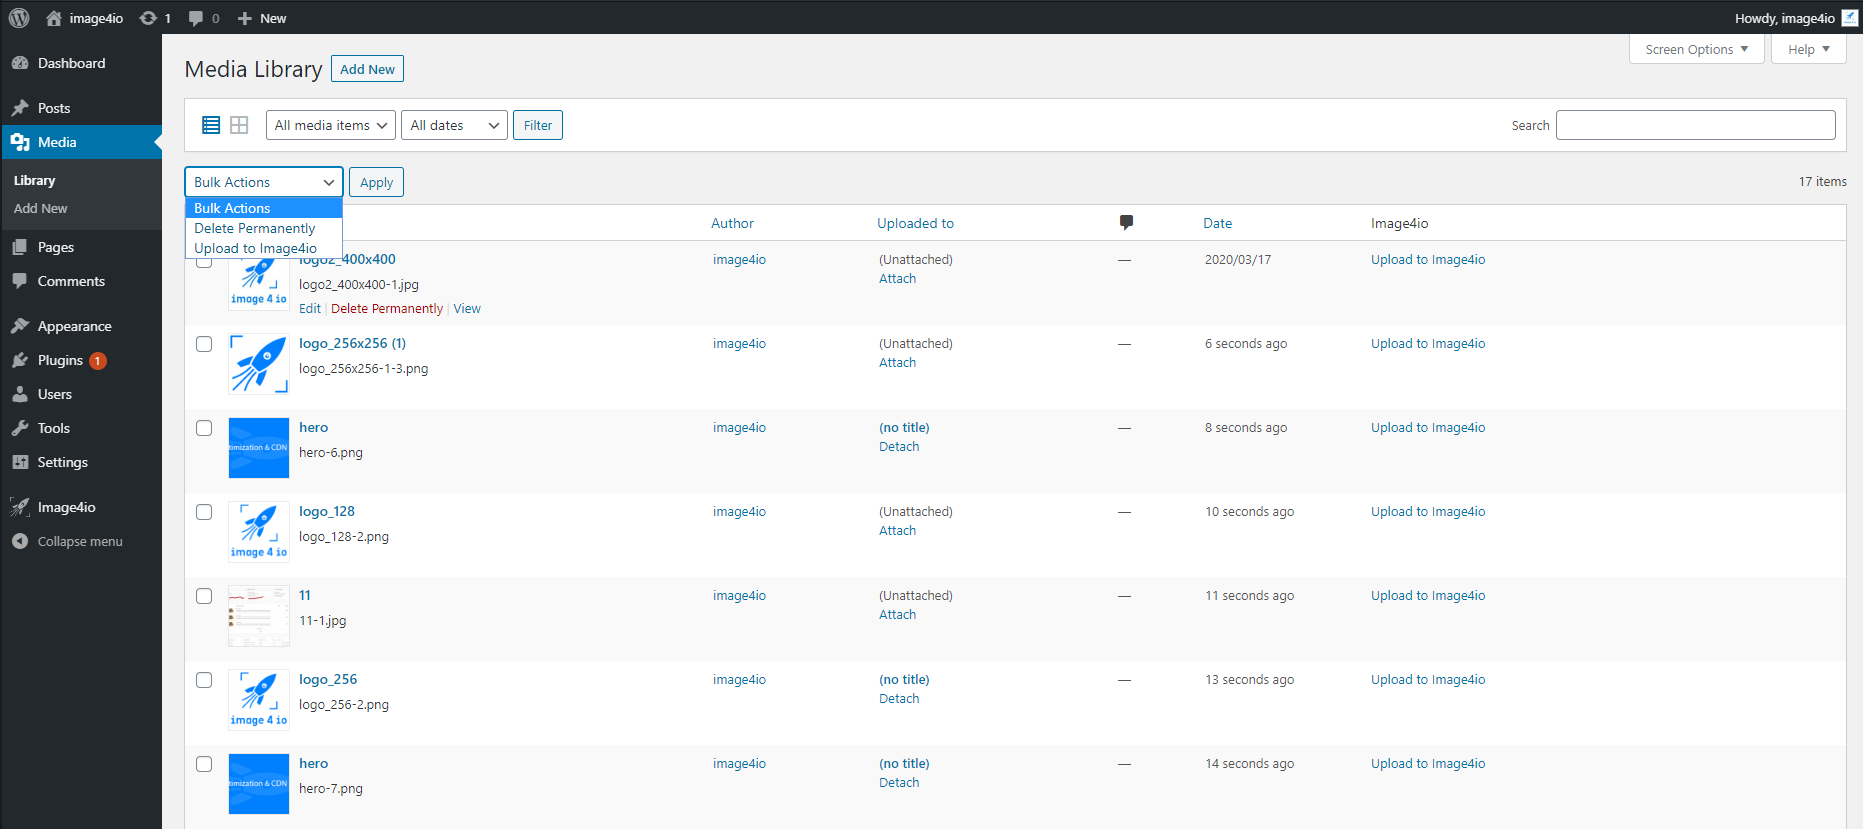 image4io 1 0 New Howdy, image4io
Dashboard
Posts
Media
Library
Add New
Pages
Comments
Appearance
Plugins 1
Users
Tools
Settings
Image4io
Collapse menu
Screen Options Help
Media Library Add New
All media items All dates Filter Search
Bulk Actions Apply 17 items
Bulk Actions
Delete Permanently
Upload to Image4io
Author Uploaded to Date Image4io
logo2_400x400 image4io (Unattached) — 2020/03/17 Upload to Image4io
Attach
logo2_400x400-1.jpg
image 4 io
Edit | Delete Permanently | View
logo_256x256 (1) image4io (Unattached) — 6 seconds ago Upload to Image4io
Attach
logo_256x256-1-3.png
hero image4io (no title) — 8 seconds ago Upload to Image4io
timization & CDN Detach
hero-6.png
logo_128 image4io (Unattached) — 10 seconds ago Upload to Image4io
Attach
logo_128-2.png
image 4 io
11 image4io (Unattached) — 11 seconds ago Upload to Image4io
Attach
11-1.jpg
logo_256 image4io (no title) — 13 seconds ago Upload to Image4io
Detach
logo_256-2.png
image 4 io
hero image4io (no title) — 14 seconds ago Upload to Image4io
timization & CDN Detach
hero-7.png